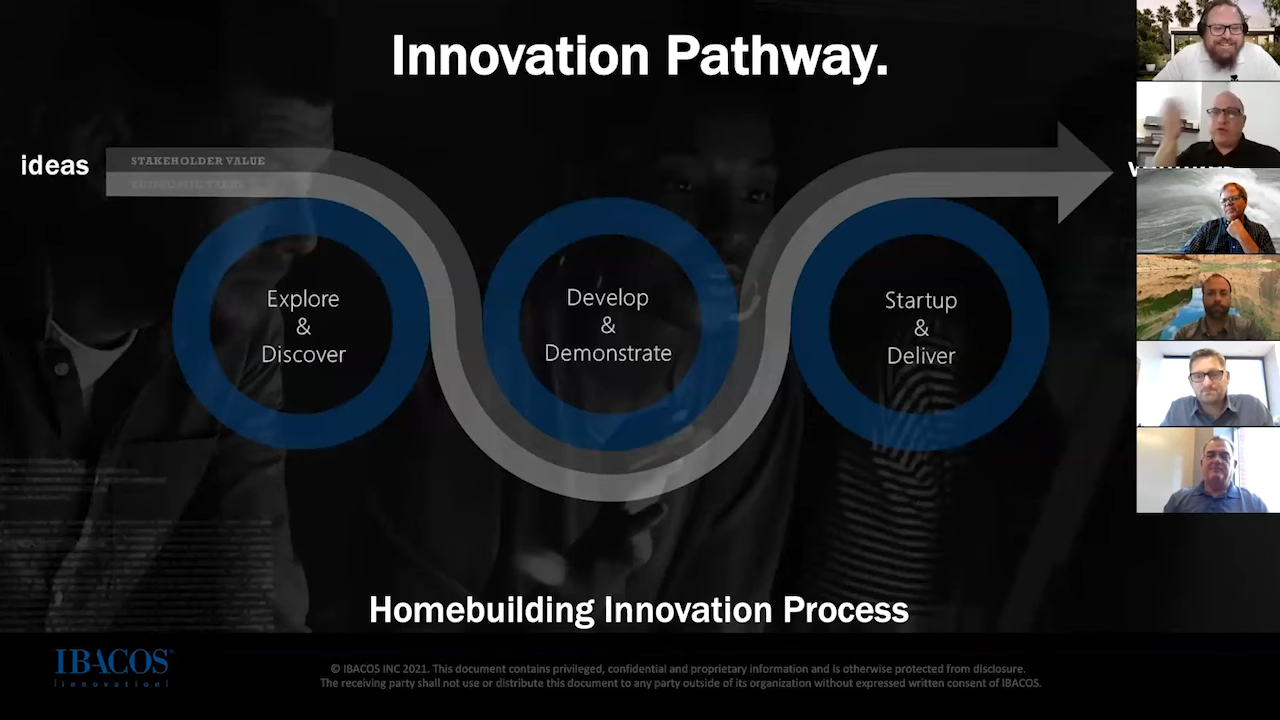 Innovation Pathway.
ideas
STAKEHOLDER VALUE
ECONOMIC VALUE
Explore
&
Discover
Develop
&
Demonstrate
Startup
&
Deliver
Homebuilding Innovation Process
IBACOS®
innovation
© IBACOS INC 2021. This document contains privileged, confidential and proprietary information and is otherwise protected from disclosure.
The receiving party shall not use or distribute this document to any party outside of its organization without expressed written consent of IBACOS.